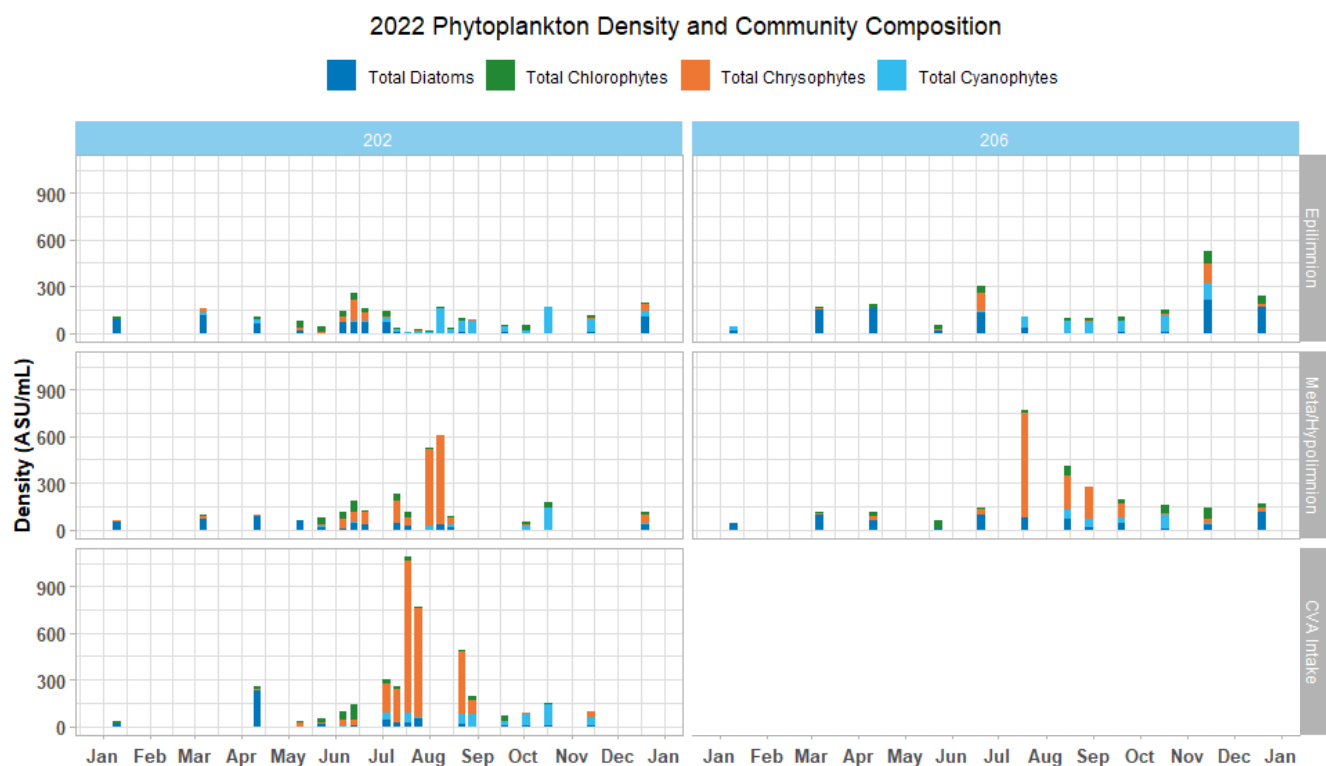 2022 Phytoplankton Density and Community Composition
Total Diatoms Total Chlorophytes Total Chrysophytes Total Cyanophytes
202 206
900
600
300
0
Epilimnion
900
600
300
0
Meta/Hypolimnion
900
600
300
0
CVA Intake
Density (ASU/mL)
Jan Feb Mar Apr May Jun Jul Aug Sep Oct Nov Dec Jan Jan Feb Mar Apr May Jun Jul Aug Sep Oct Nov Dec Jan